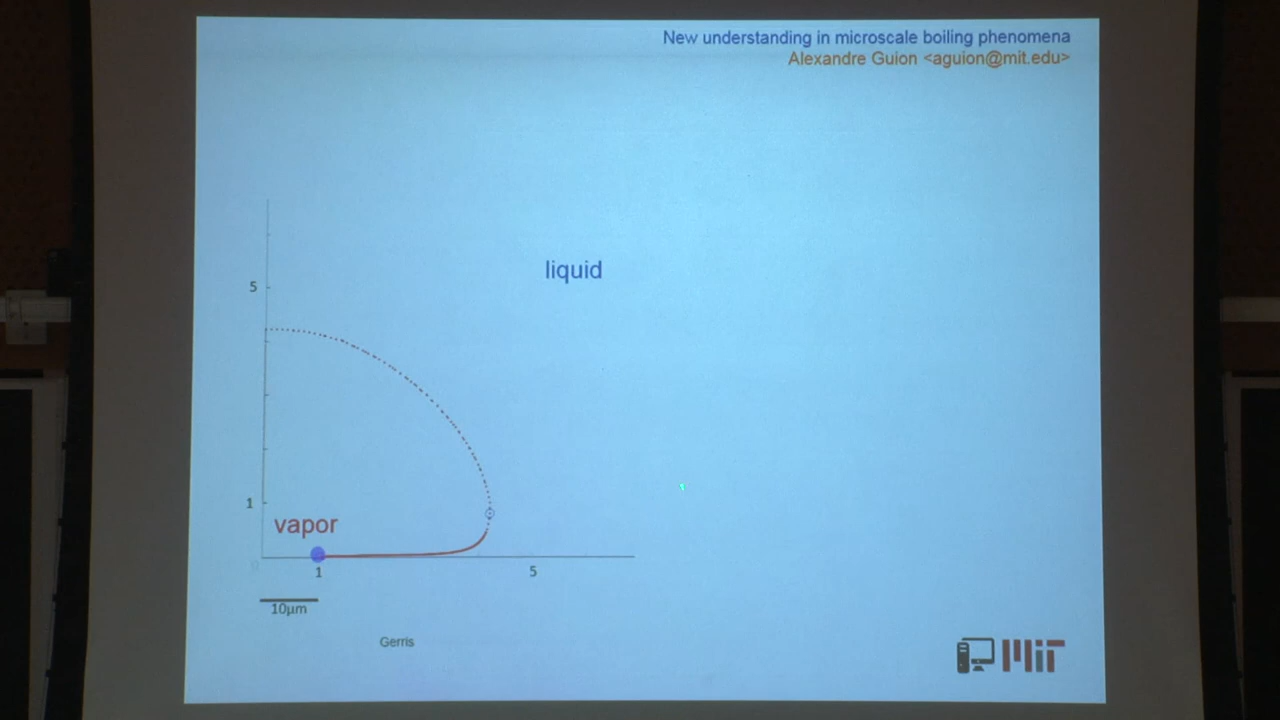 New understanding in microscale boiling phenomena
Alexandre Guion <aguion@mit.edu>
liquid
5
1
vapor
0
1
5
10µm
Gerris
MIT